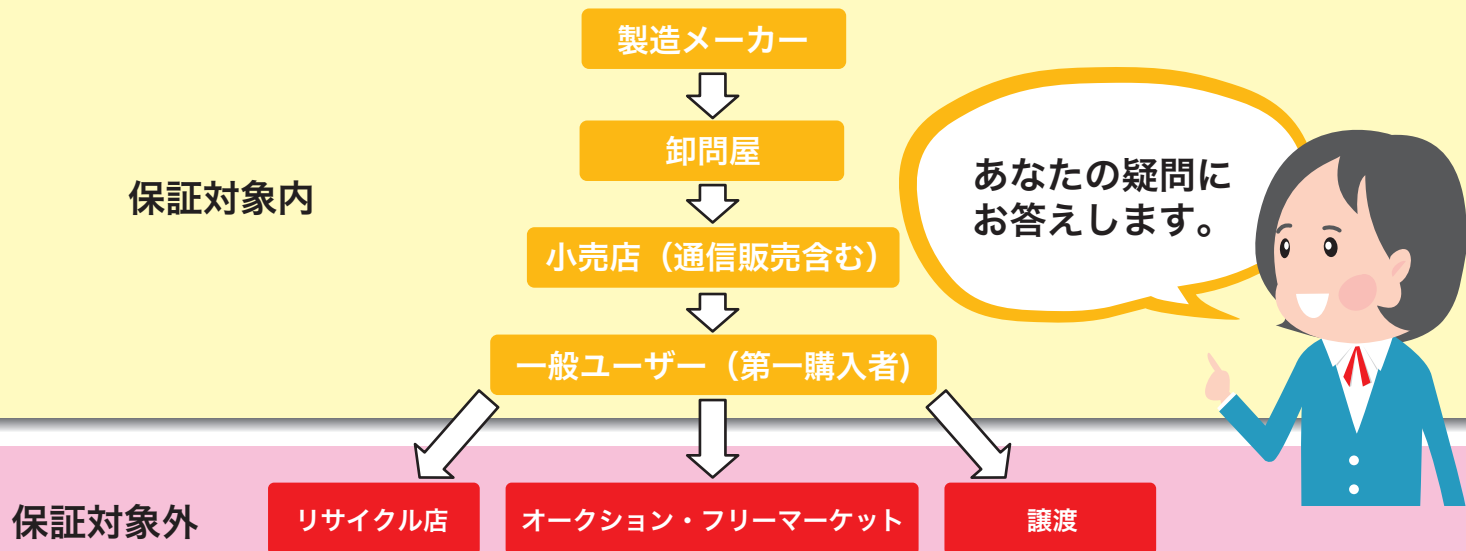 製造メーカー
卸問屋
保証対象内
あなたの疑問に
お答えします。
小売店（通信販売含む）
一般ユーザー（第一購入者)
保証対象外
リサイクル店
オークション・フリーマーケット
譲渡